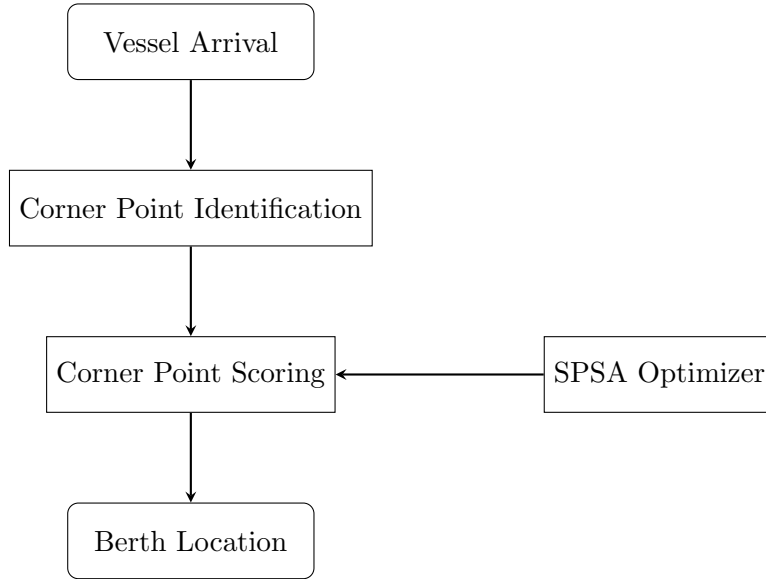 Vessel Arrival
Corner Point Identification
Corner Point Scoring
SPSA Optimizer
Berth Location